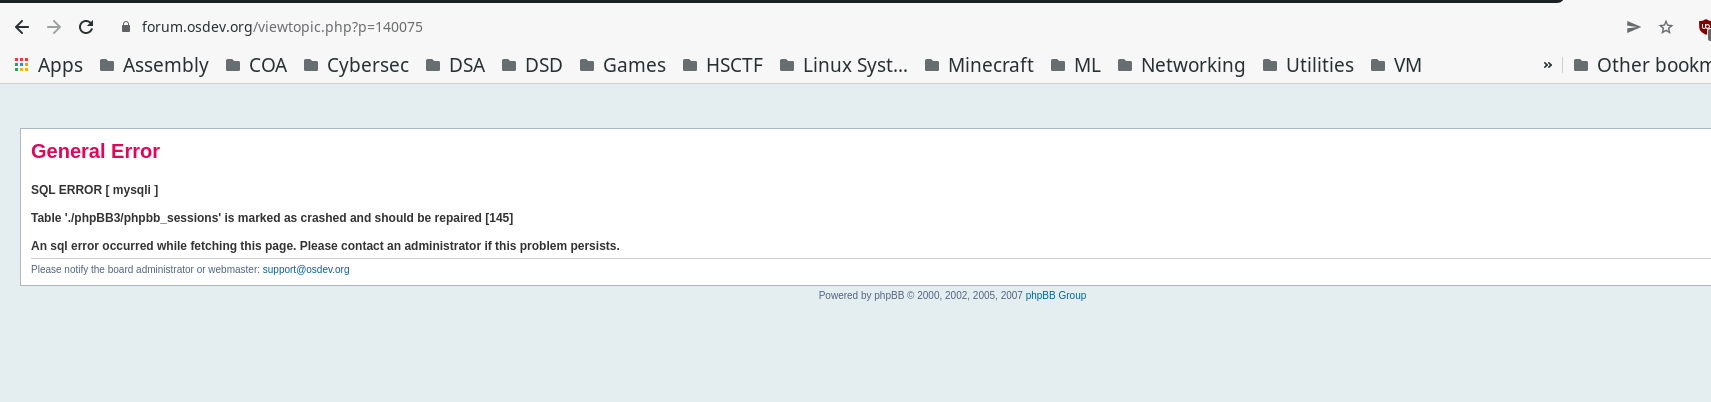 forum.osdev.org/viewtopic.php?p=140075
Apps Assembly COA Cybersec DSA DSD Games HSCTF Linux Syst... Minecraft ML Networking Utilities VM » Other bookm
General Error
SQL ERROR [ mysqli ]
Table './phpBB3/phpbb_sessions' is marked as crashed and should be repaired [145]
An sql error occurred while fetching this page. Please contact an administrator if this problem persists.
Please notify the board administrator or webmaster: support@osdev.org
Powered by phpBB © 2000, 2002, 2005, 2007 phpBB Group